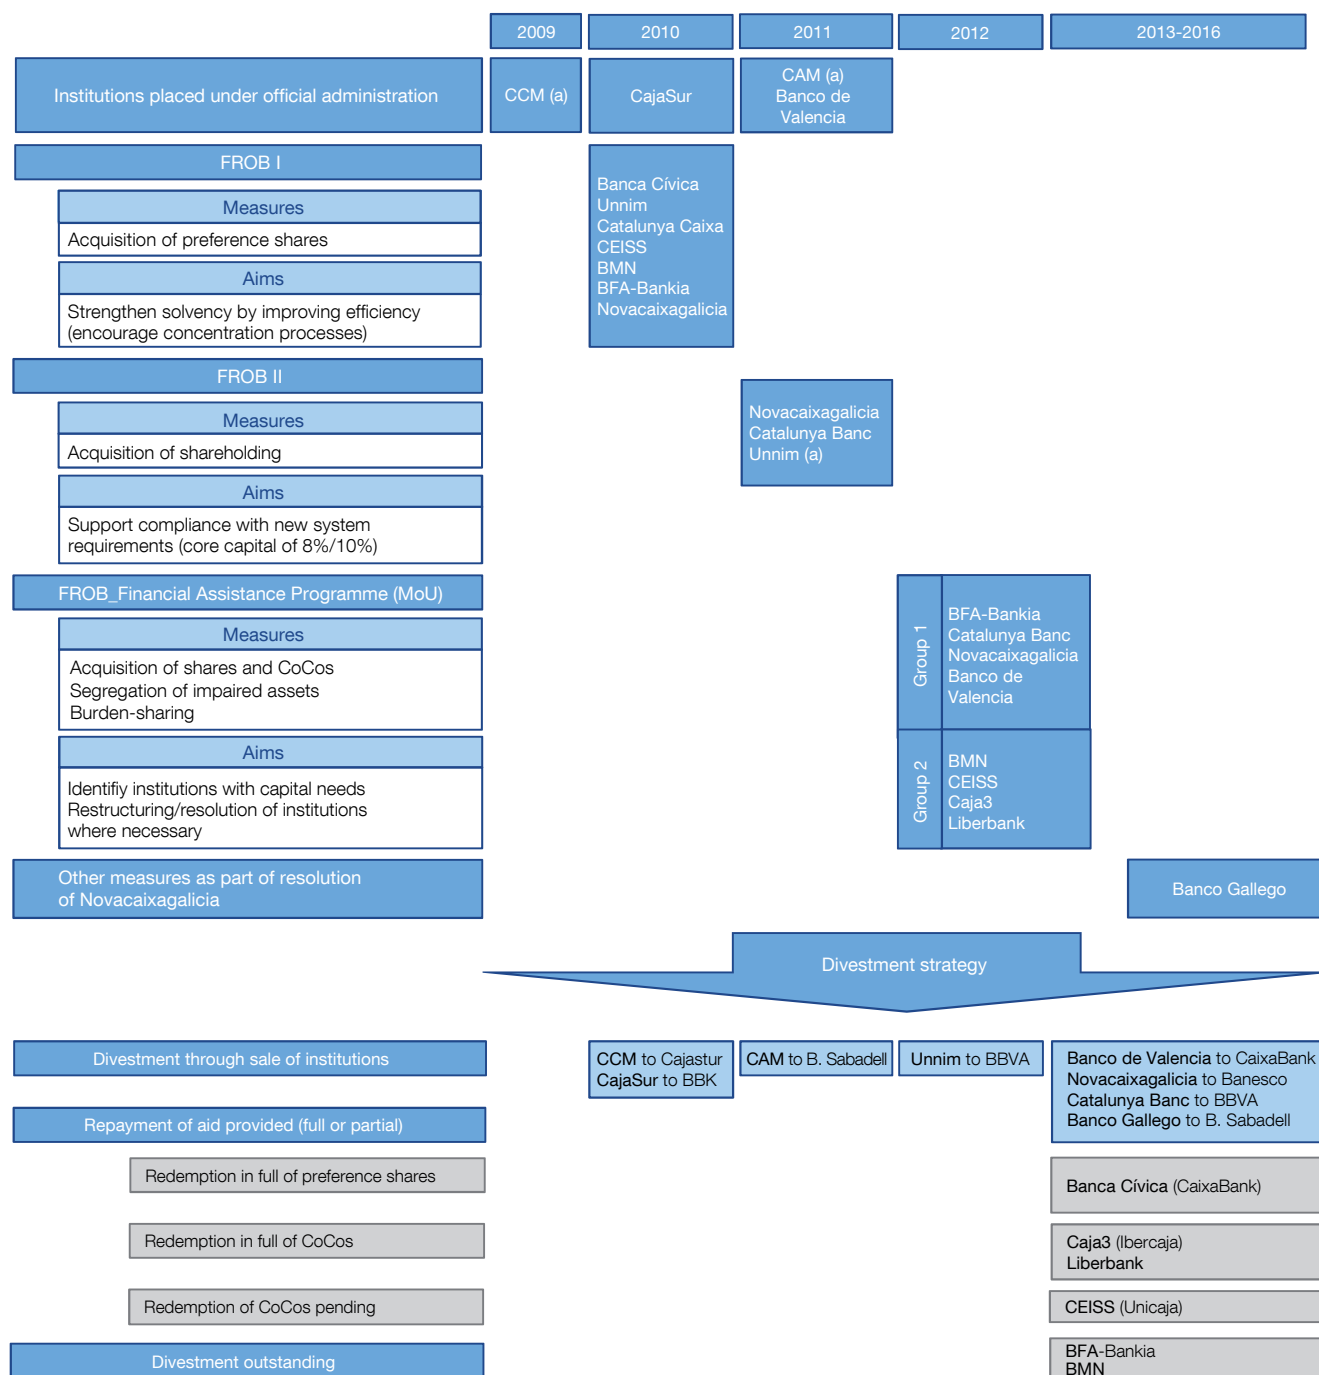 2009
2010
2011
2012
2013-2016
Institutions placed under official administration
CCM (a)
CajaSur
CAM (a)
Banco de
Valencia
FROB I
Measures
Acquisition of preference shares
Aims
Strengthen solvency by improving efficiency
(encourage concentration processes)
Banca Cívica
Unnim
Catalunya Caixa
CEISS
BMN
BFA-Bankia
Novacaixagalicia
FROB II
Measures
Acquisition of shareholding
Aims
Support compliance with new system
requirements (core capital of 8%/10%)
Novacaixagalicia
Catalunya Banc
Unnim (a)
FROB_Financial Assistance Programme (MoU)
Measures
Acquisition of shares and CoCos
Segregation of impaired assets
Burden-sharing
Aims
Identifiy institutions with capital needs
Restructuring/resolution of institutions
where necessary
Group 1
BFA-Bankia
Catalunya Banc
Novacaixagalicia
Banco de
Valencia
Group 2
BMN
CEISS
Caja3
Liberbank
Other measures as part of resolution
of Novacaixagalicia
Banco Gallego
Divestment strategy
Divestment through sale of institutions
CCM to Cajastur
CajaSur to BBK
CAM to B. Sabadell
Unnim to BBVA
Banco de Valencia to CaixaBank
Novacaixagalicia to Banesco
Catalunya Banc to BBVA
Banco Gallego to B. Sabadell
Repayment of aid provided (full or partial)
Redemption in full of preference shares
Banca Cívica (CaixaBank)
Redemption in full of CoCos
Caja3 (Ibercaja)
Liberbank
Redemption of CoCos pending
CEISS (Unicaja)
Divestment outstanding
BFA-Bankia
BMN